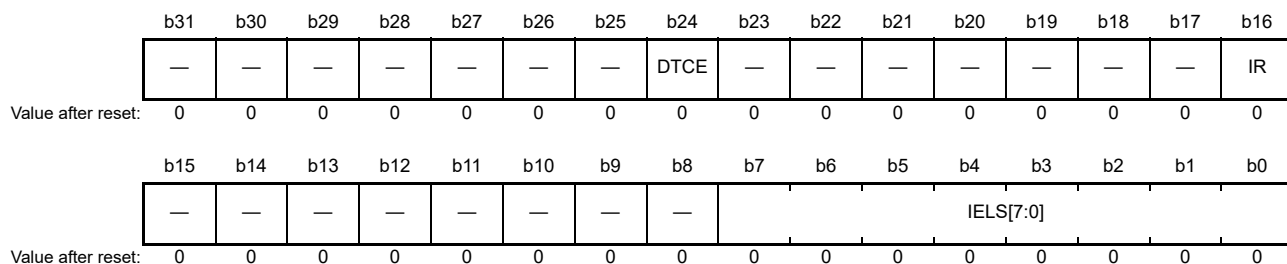 b31 b30 b29 b28 b27 b26 b25 b24 b23 b22 b21 b20 b19 b18 b17 b16
— — — — — — — DTCE — — — — — — — IR
Value after reset: 0 0 0 0 0 0 0 0 0 0 0 0 0 0 0 0
b15 b14 b13 b12 b11 b10 b9 b8 b7 b6 b5 b4 b3 b2 b1 b0
— — — — — — — — IELS[7:0]
Value after reset: 0 0 0 0 0 0 0 0 0 0 0 0 0 0 0 0